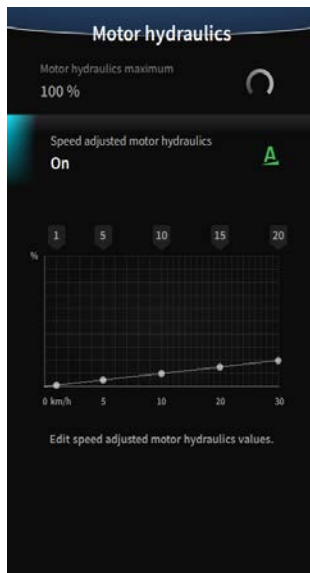 Motor hydraulics
Motor hydraulics maximum
100 %
Speed adjusted motor hydraulics
On
A
1 5 10 15 20
%
0 km/h 5 10 20 30
Edit speed adjusted motor hydraulics values.